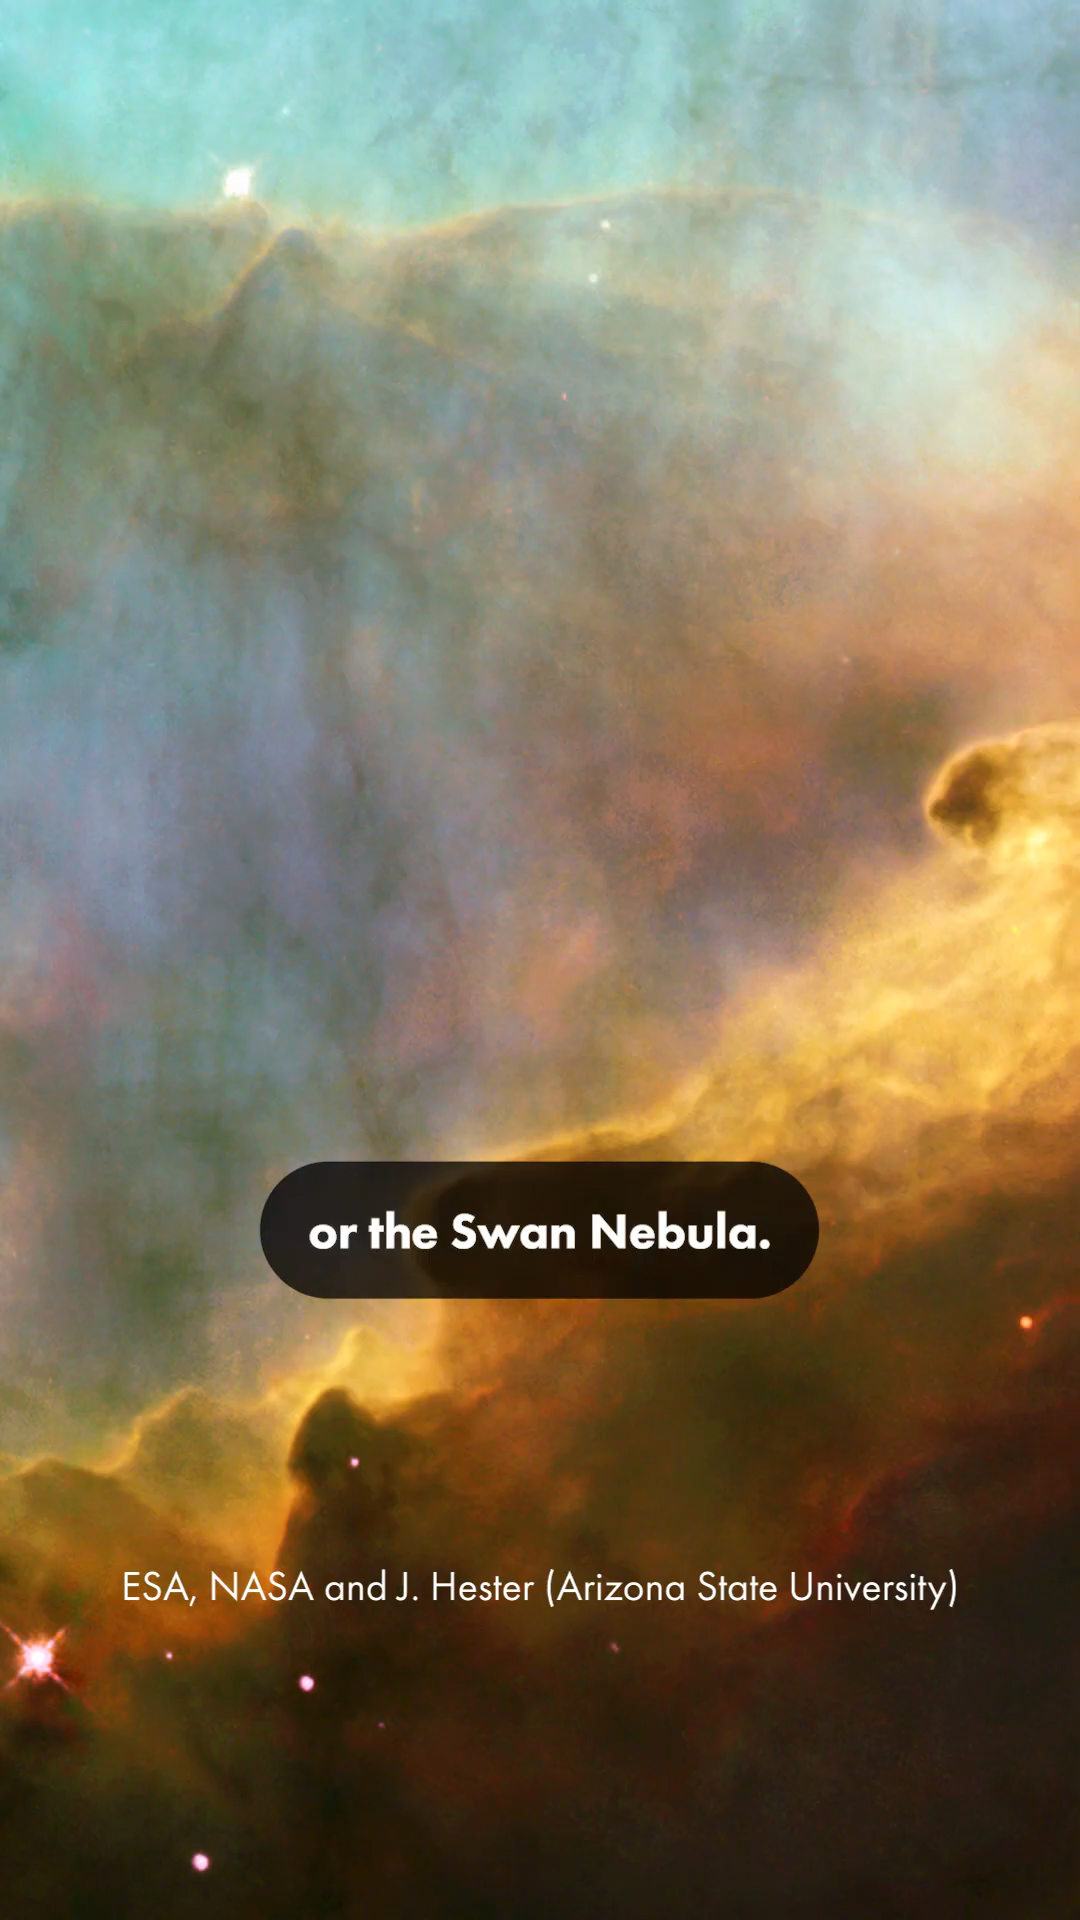 or the Swan Nebula.
ESA, NASA and J. Hester (Arizona State University)